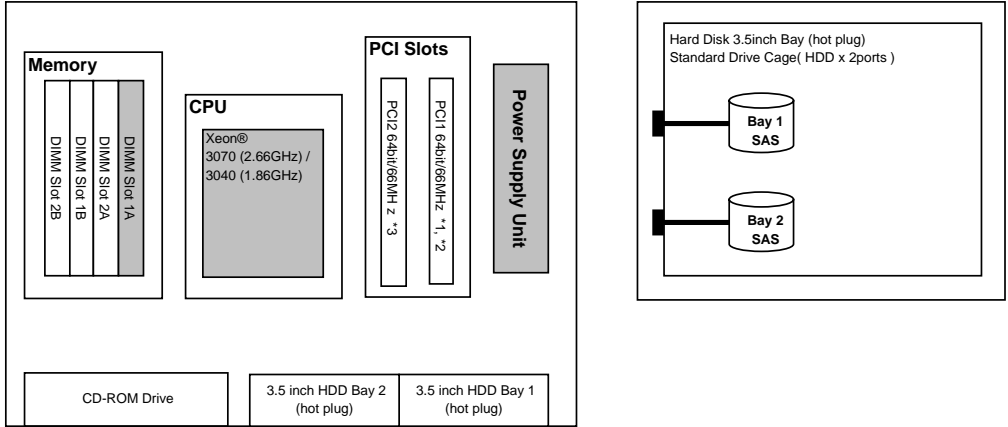 Memory
DIMM Slot 2B
DIMM Slot 1B
DIMM Slot 2A
DIMM Slot 1A
CPU
Xeon®
3070 (2.66GHz) /
3040 (1.86GHz)
PCI Slots
PCI2 64bit/66MH z *3
PCI1 64bit/66MHz *1, *2
Power Supply Unit
CD-ROM Drive
3.5 inch HDD Bay 2
(hot plug)
3.5 inch HDD Bay 1
(hot plug)
Hard Disk 3.5inch Bay (hot plug)
Standard Drive Cage( HDD x 2ports )
Bay 1
SAS
Bay 2
SAS